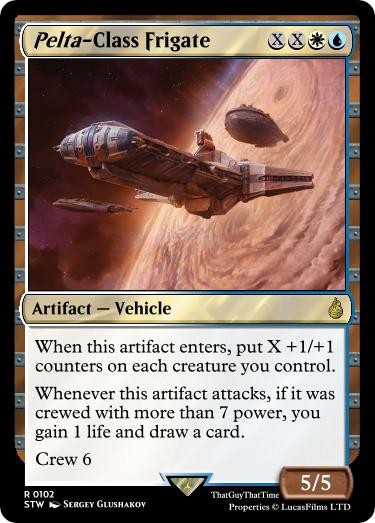 Pelta-Class Frigate XXWU
Artifact — Vehicle
When this artifact enters, put X +1/+1
counters on each creature you control.
Whenever this artifact attacks, if it was
crewed with more than 7 power, you
gain 1 life and draw a card.
Crew 6
5/5
R 0102
STW Sergey Glushakov
ThatGuyThatTime
Properties © LucasFilms LTD